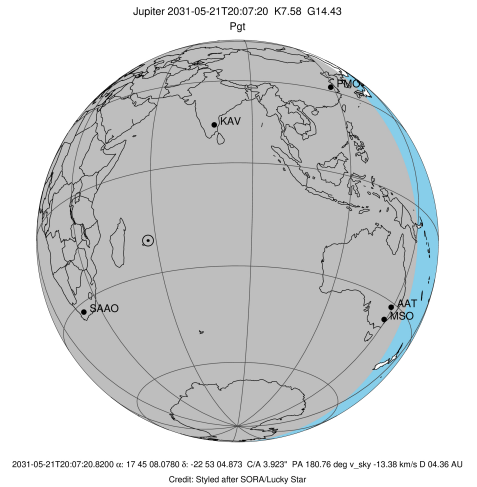 Jupiter 2031-05-21T20:07:20  K7.58  G14.43
Pgt
PMO
KAV
SAAO
AAT
MSO
2031-05-21T20:07:20.8200 α: 17 45 08.0780 δ: -22 53 04.873  C/A 3.923"  PA 180.76 deg v_sky -13.38 km/s D 04.36 AU
Credit: Styled after SORA/Lucky Star